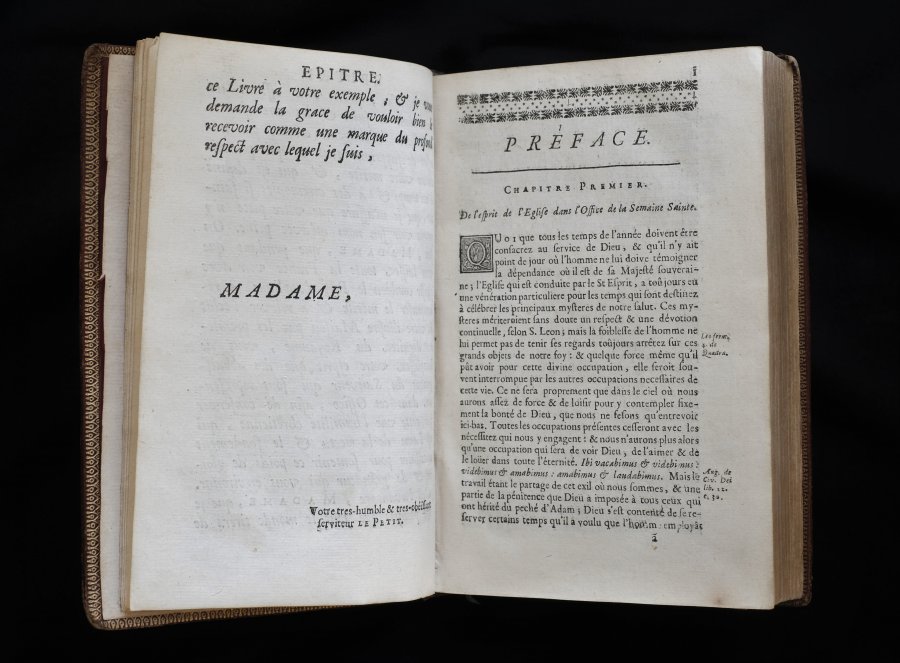 EPITRE.
ce Livre à votre exemple ; & je vous
demande la grace de vouloir bien le
recevoir comme une marque du profond
respect avec lequel je suis ,
MADAME,
Votre tres-humble & tres-obéissant
serviteur LE PETIT.
PRÉFACE.
CHAPITRE PREMIER.
De l'esprit de l'Eglise dans l'Office de la Semaine Sainte.
QUOIque tous les temps de l'année doivent être
consacrez au service de Dieu ; & qu'il n'y ait
point de jour où l'homme ne lui doive témoigner
la dépendance où il est de sa Majesté souverai-
ne ; l'Eglise qui est conduite par le St Esprit, a toûjours eu
une vénération particuliere pour les temps qui sont destinez
à célébrer les principaux mysteres de notre salut. Ces my-
steres mériteroient sans doute un respect & une dévotion
continuelle, selon S. Leon ; mais la foiblesse de l'homme ne
lui permet pas de tenir ses regards toûjours arrêtez sur ces
grands objets de notre foy : & quelque force même qu'il
pût avoir pour cette divine occupation, elle seroit sou-
vent interrompue par les autres occupations necessaires de
cette vie. Ce ne sera proprement que dans le ciel où nous
aurons assez de force & de loisir pour y contempler fixe-
ment la bonté de Dieu, que nous ne fesons qu'entrevoir
ici-bas. Toutes les occupations présentes cesseront avec les
nécessitez qui nous y engagent : & nous n'aurons plus alors
qu'une occupation qui sera de voir Dieu, de l'aimer & de
le loüer dans toute l'éternité. Ibi vacabimus & videbimus :
videbimus & amabimus : amabimus & laudabimus. Mais le
travail étant le partage de cet exil où nous sommes, & une
partie de la pénitence que Dieu a imposée à tous ceux qui
ont hérité du peché d'Adam ; Dieu s'est contenté de se re-
server certains temps qu'il a voulu que l'homme employât
ã
Leo serm.
4. de
Quadra.
Aug. de
Civ. Dei
lib. 22.
c. 30.